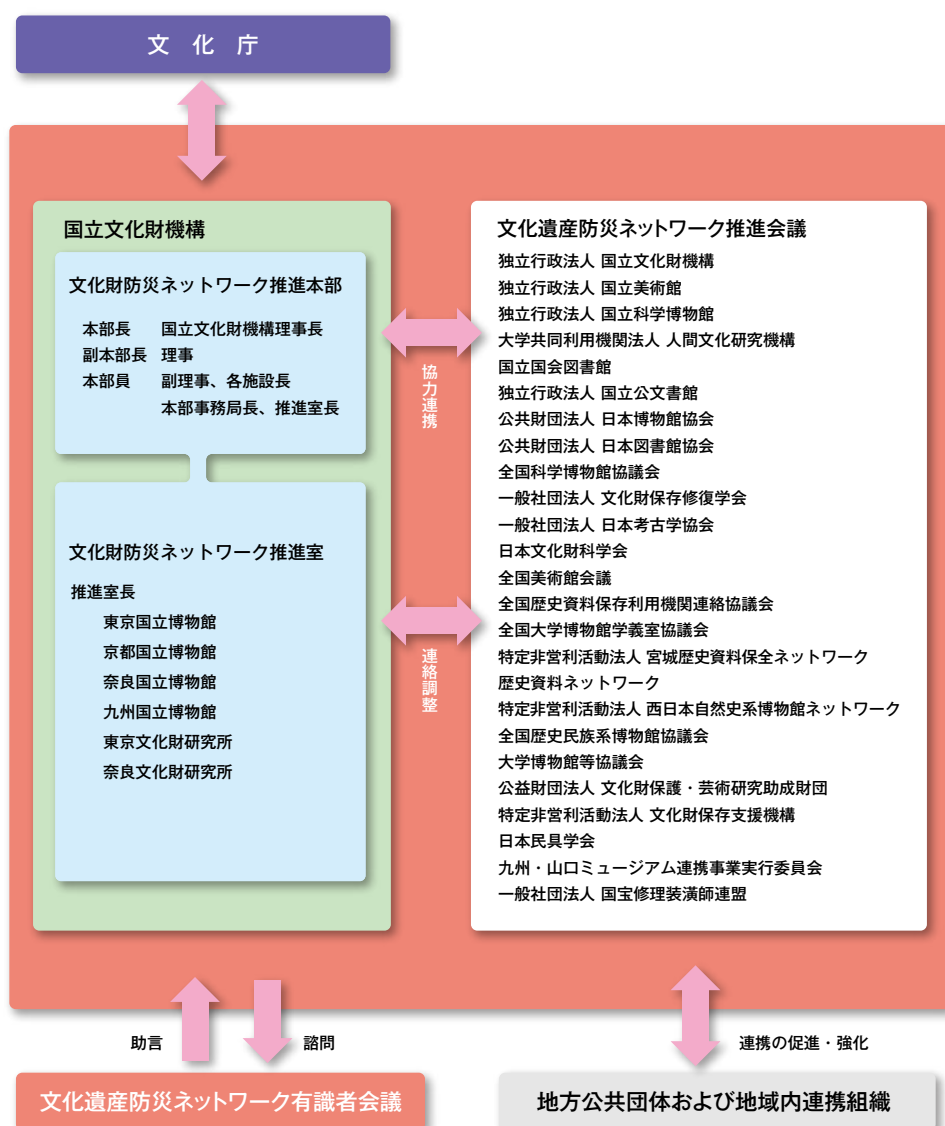 文化庁
国立文化財機構
文化財防災ネットワーク推進本部
本部長 国立文化財機構理事長
副本部長 理事
本部員 副理事、各施設長
本部事務局長、推進室長
文化財防災ネットワーク推進室
推進室長
東京国立博物館
京都国立博物館
奈良国立博物館
九州国立博物館
東京文化財研究所
奈良文化財研究所
協力連携
連絡調整
文化遺産防災ネットワーク推進会議
独立行政法人 国立文化財機構
独立行政法人 国立美術館
独立行政法人 国立科学博物館
大学共同利用機関法人 人間文化研究機構
国立国会図書館
独立行政法人 国立公文書館
公共財団法人 日本博物館協会
公共財団法人 日本図書館協会
全国科学博物館協議会
一般社団法人 文化財保存修復学会
一般社団法人 日本考古学協会
日本文化財科学会
全国美術館会議
全国歴史資料保存利用機関連絡協議会
全国大学博物館学義室協議会
特定非営利活動法人 宮城歴史資料保全ネットワーク
歴史資料ネットワーク
特定非営利活動法人 西日本自然史系博物館ネットワーク
全国歴史民族系博物館協議会
大学博物館等協議会
公益財団法人 文化財保護・芸術研究助成財団
特定非営利活動法人 文化財保存支援機構
日本民具学会
九州・山口ミュージアム連携事業実行委員会
一般社団法人 国宝修理装潢師連盟
助言
諮問
連携の促進・強化
文化遺産防災ネットワーク有識者会議
地方公共団体および地域内連携組織